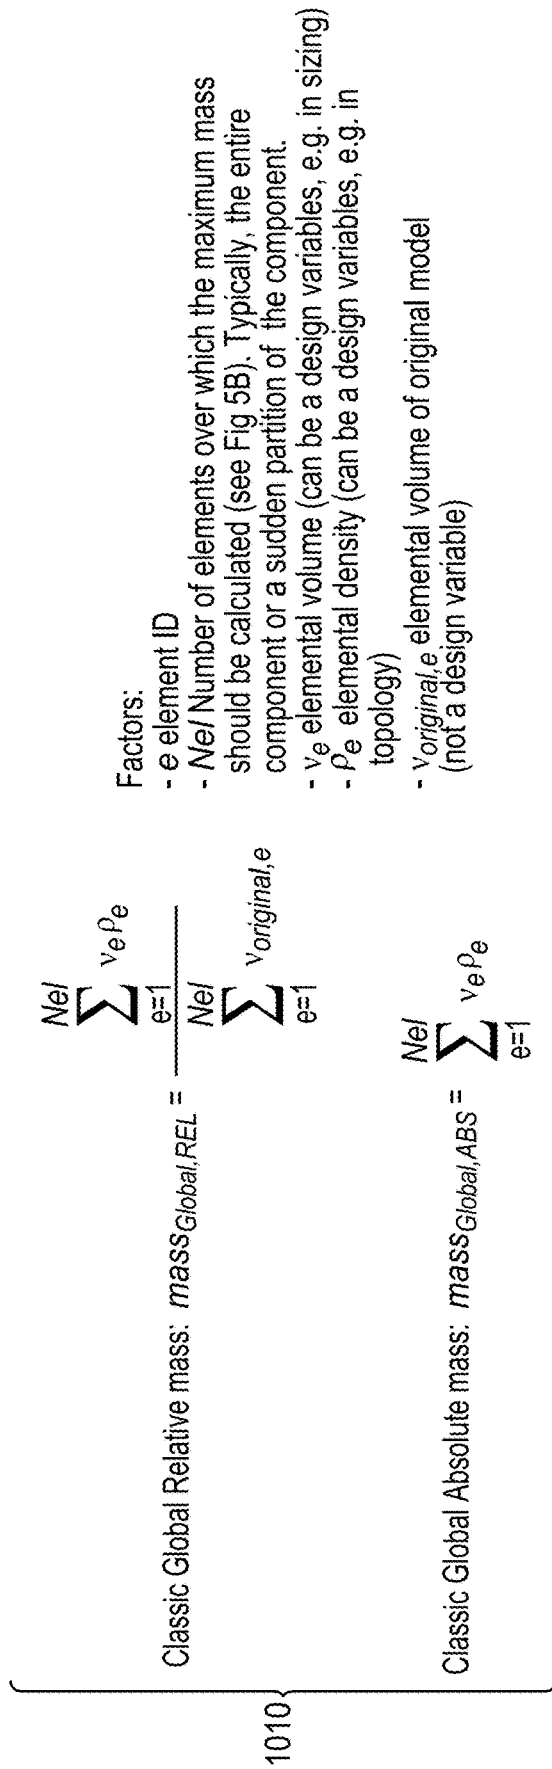 1010
Classic Global Relative mass: mass_Global,REL =
Nel
∑ v_e ρ_e
e=1
Nel
∑ v_original,e
e=1
Classic Global Absolute mass: mass_Global,ABS =
Nel
∑ v_e ρ_e
e=1
Factors:
- e element ID
- Nel Number of elements over which the maximum mass
should be calculated (see Fig 5B). Typically, the entire
component or a sudden partition of the component.
- v_e elemental volume (can be a design variables, e.g. in sizing)
- ρ_e elemental density (can be a design variables, e.g. in
topology)
- v_original,e elemental volume of original model
(not a design variable)